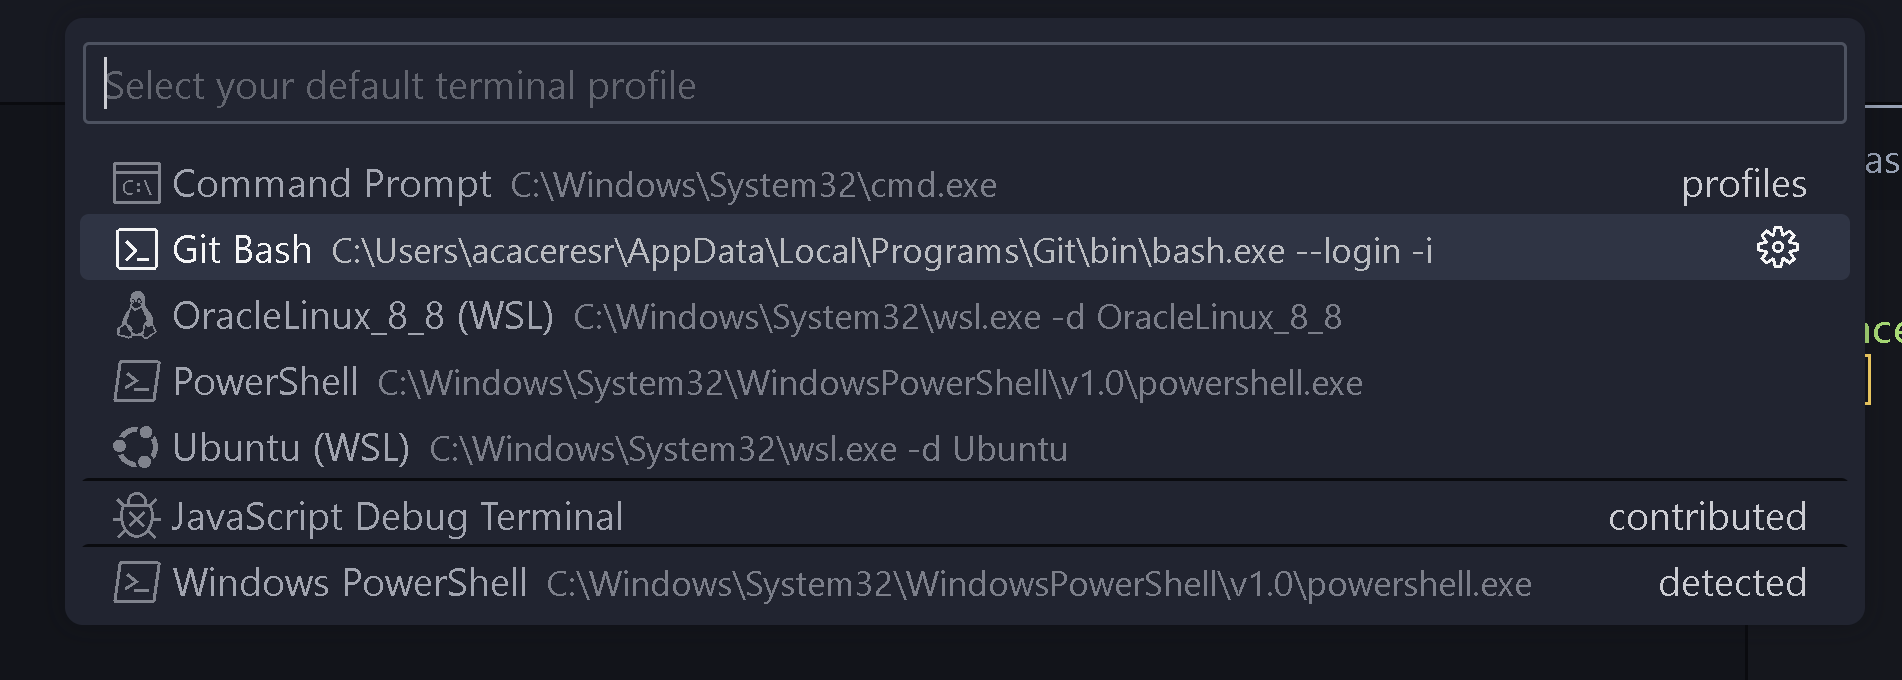 Select your default terminal profile
C:\ Command Prompt C:\Windows\System32\cmd.exe profiles
Git Bash C:\Users\acaceresr\AppData\Local\Programs\Git\bin\bash.exe --login -i
OracleLinux_8_8 (WSL) C:\Windows\System32\wsl.exe -d OracleLinux_8_8
PowerShell C:\Windows\System32\WindowsPowerShell\v1.0\powershell.exe
Ubuntu (WSL) C:\Windows\System32\wsl.exe -d Ubuntu
JavaScript Debug Terminal contributed
Windows PowerShell C:\Windows\System32\WindowsPowerShell\v1.0\powershell.exe detected